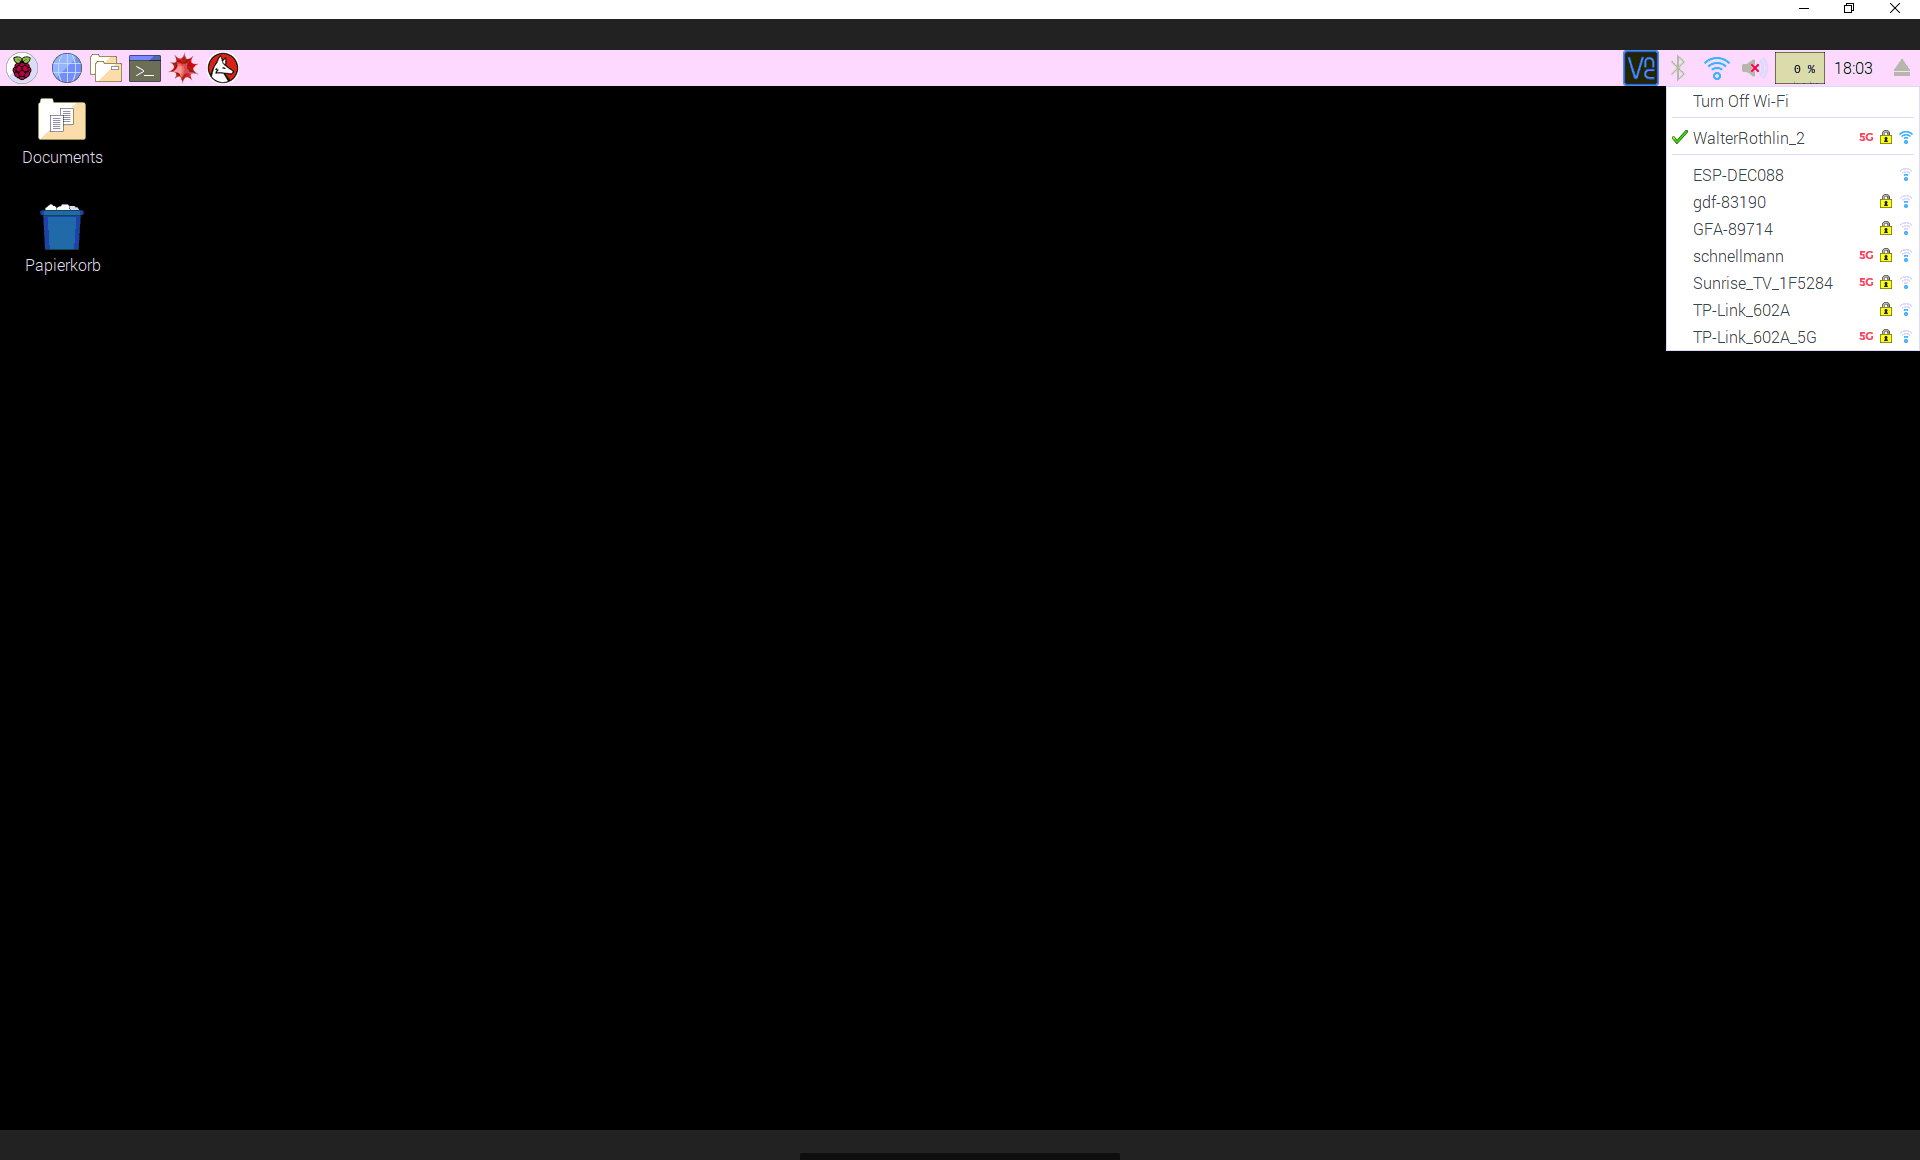 >_
V2
0 %
18:03
Turn Off Wi-Fi
WalterRothlin_2 5G
ESP-DEC088
gdf-83190
GFA-89714
schnellmann 5G
Sunrise_TV_1F5284 5G
TP-Link_602A
TP-Link_602A_5G 5G
Documents
Papierkorb